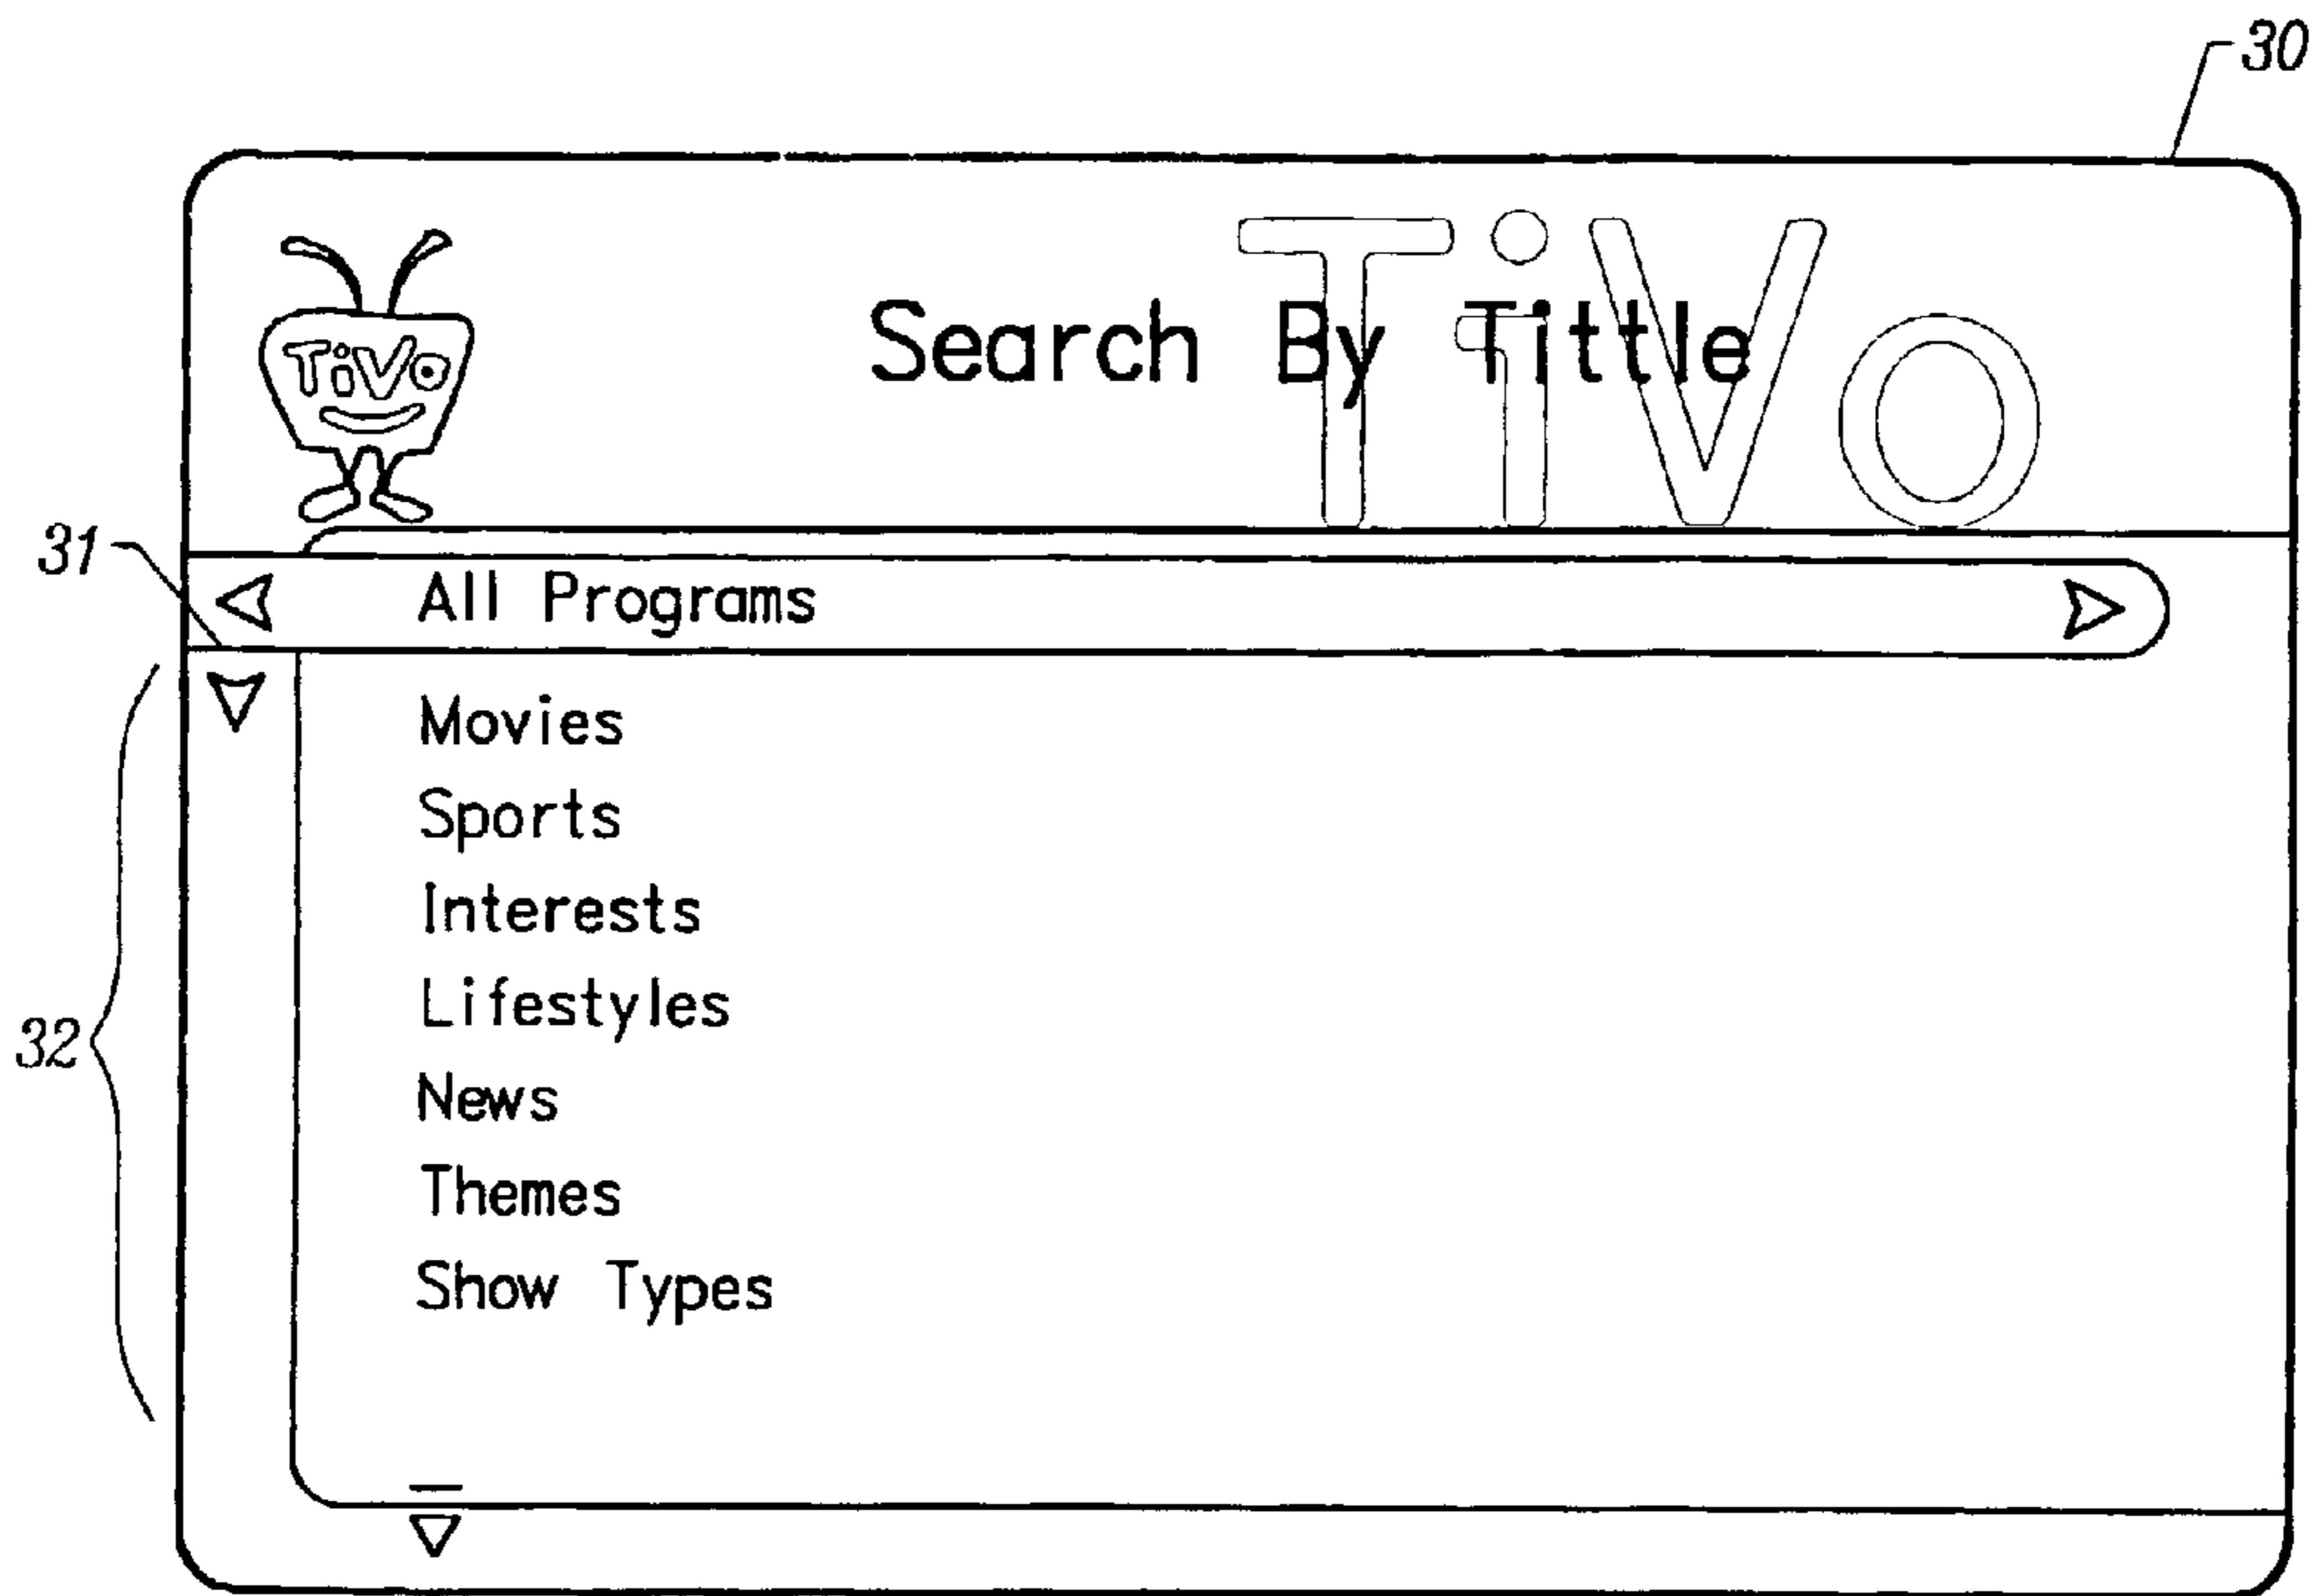 30
TiVo
TiVo
Search By Tittle
31
All Programs
Movies
Sports
Interests
Lifestyles
32
News
Themes
Show Types